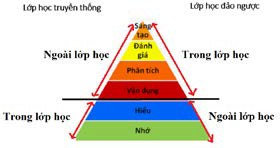 Lớp học truyền thống Lớp học đảo ngược
Sáng
tạo
Đánh
giá
Ngoài lớp học Trong lớp học
Phân tích
Vận dụng
Trong lớp học Hiểu Ngoài lớp học
Nhớ